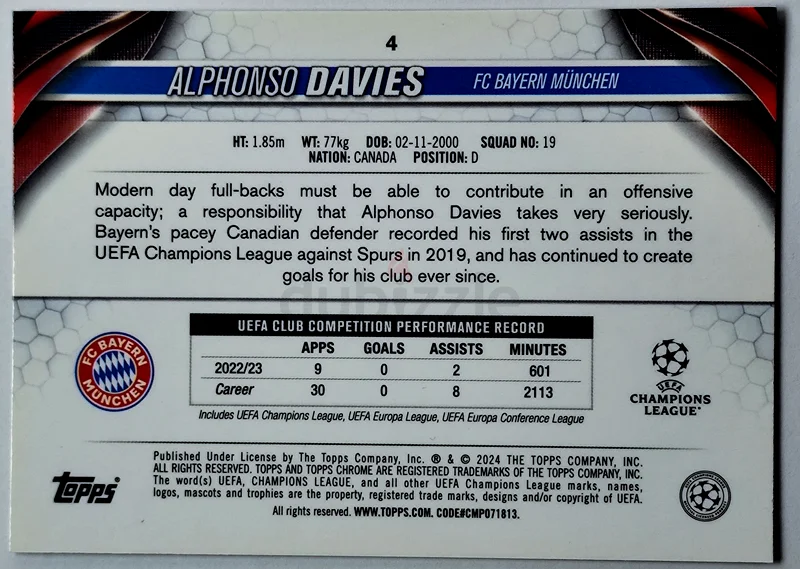 4
ALPHONSO DAVIES FC BAYERN MÜNCHEN
HT: 1.85m WT: 77kg DOB: 02-11-2000 SQUAD NO: 19
NATION: CANADA POSITION: D
Modern day full-backs must be able to contribute in an offensive
capacity; a responsibility that Alphonso Davies takes very seriously.
Bayern's pacey Canadian defender recorded his first two assists in the
UEFA Champions League against Spurs in 2019, and has continued to create
goals for his club ever since.
dubizzle
UEFA CLUB COMPETITION PERFORMANCE RECORD
APPS GOALS ASSISTS MINUTES
2022/23 9 0 2 601
Career 30 0 8 2113
Includes UEFA Champions League, UEFA Europa League, UEFA Europa Conference League
FC BAYERN
MÜNCHEN
UEFA
CHAMPIONS
LEAGUE®
Published Under License by The Topps Company, Inc. ® & © 2024 THE TOPPS COMPANY, INC.
ALL RIGHTS RESERVED. TOPPS AND TOPPS CHROME ARE REGISTERED TRADEMARKS OF THE TOPPS COMPANY, INC.
The word(s) UEFA, CHAMPIONS LEAGUE, and all other UEFA Champions League marks, names,
logos, mascots and trophies are the property, registered trade marks, designs and/or copyright of UEFA.
All rights reserved. WWW.TOPPS.COM. CODE#CMP071813.
topps